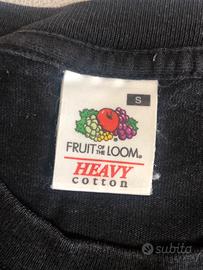 S
FRUIT OF THE LOOM®
HEAVY
cotton
subito